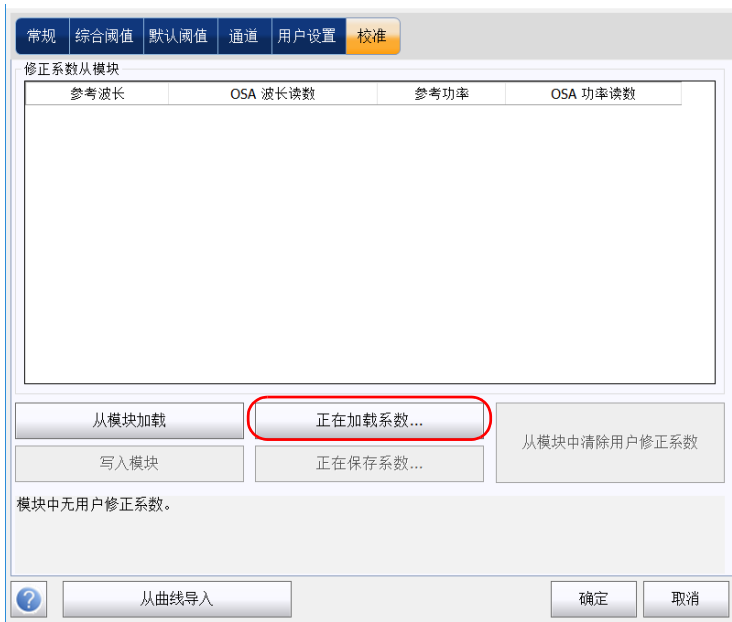 常规 综合阈值 默认阈值 通道 用户设置 校准
修正系数从模块
参考波长 OSA 波长读数 参考功率 OSA 功率读数
从模块加载 正在加载系数... 从模块中清除用户修正系数
写入模块 正在保存系数...
模块中无用户修正系数。
? 从曲线导入 确定 取消